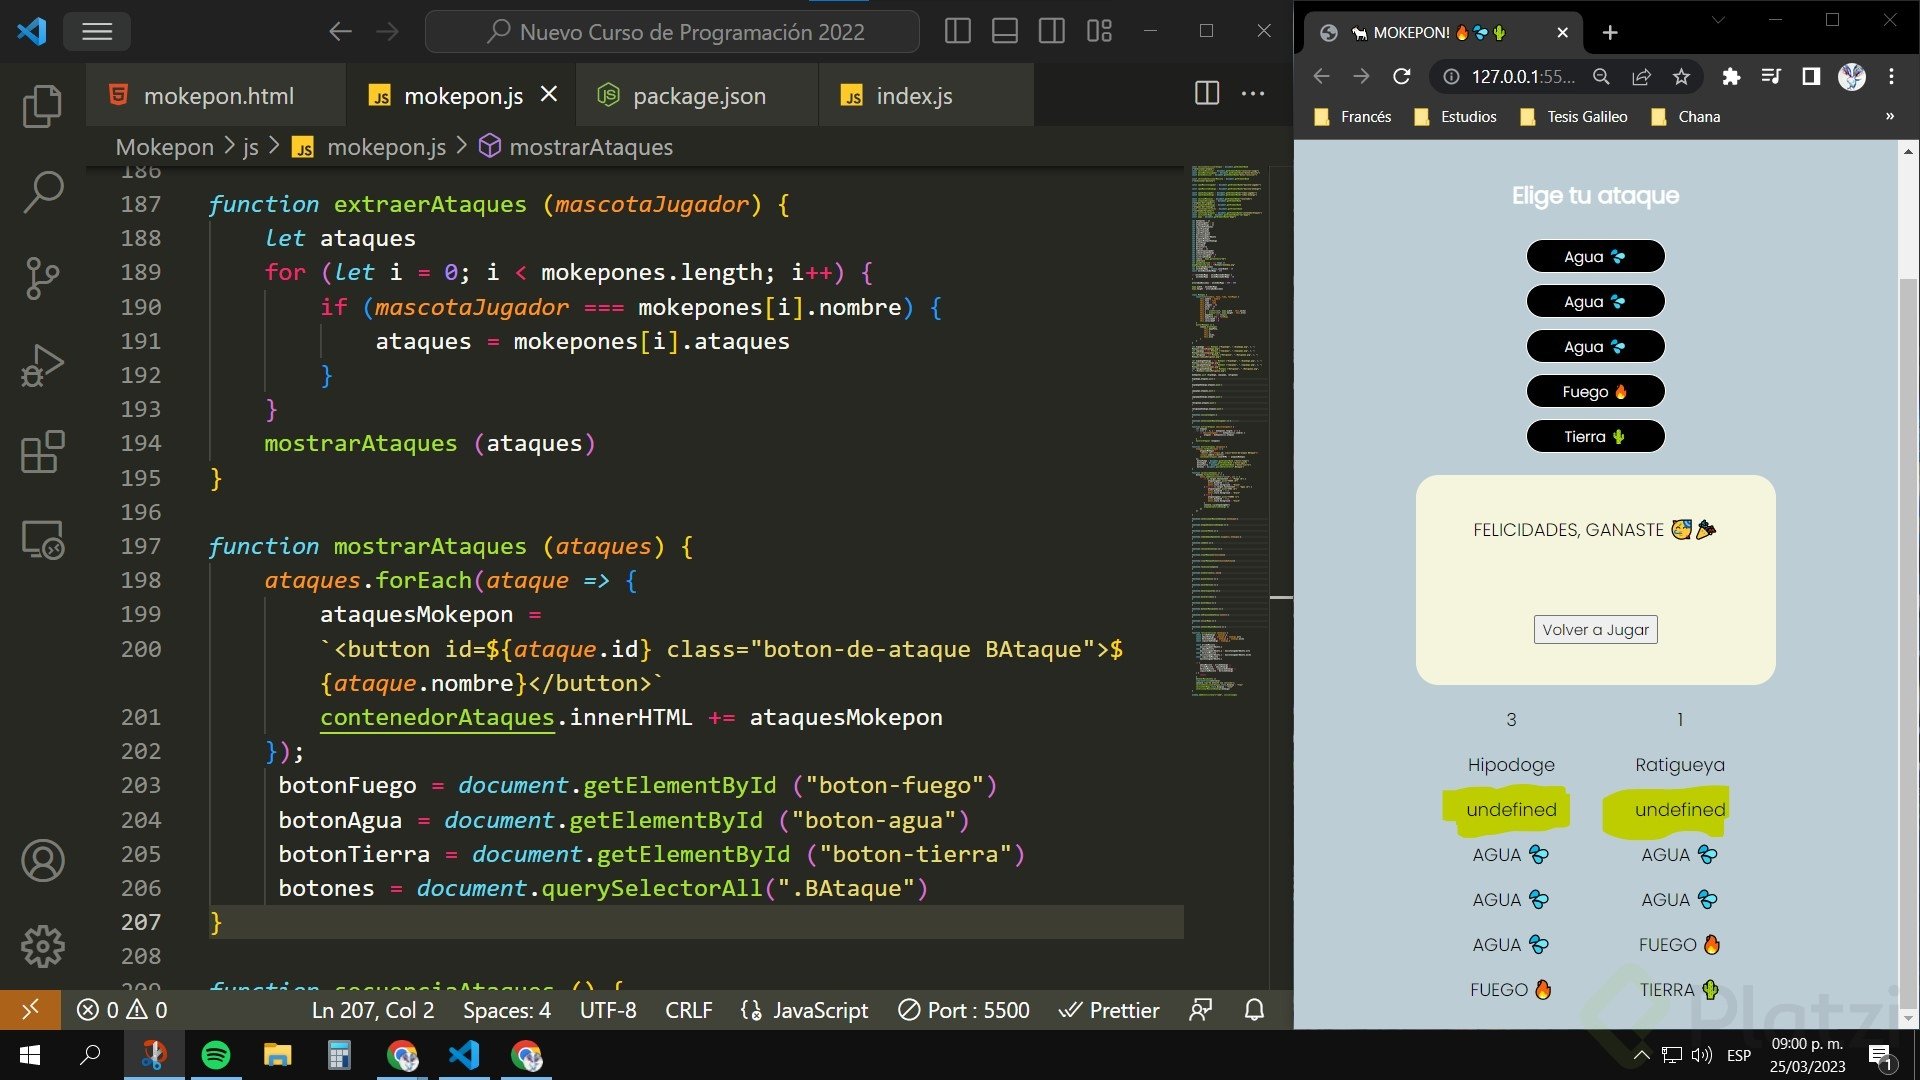 Nuevo Curso de Programación 2022
mokepon.html
JS mokepon.js
package.json
JS index.js
Mokepon > js > JS mokepon.js > mostrarAtaques
186
187 function extraerAtaques (mascotaJugador) {
188 let ataques
189 for (let i = 0; i < mokepones.length; i++) {
190 if (mascotaJugador === mokepones[i].nombre) {
191 ataques = mokepones[i].ataques
192 }
193 }
194 mostrarAtaques (ataques)
195 }
196
197 function mostrarAtaques (ataques) {
198 ataques.forEach(ataque => {
199 ataquesMokepon =
200 `<button id=${ataque.id} class="boton-de-ataque BAtaque">$
{ataque.nombre}</button>`
201 contenedorAtaques.innerHTML += ataquesMokepon
202 });
203 botonFuego = document.getElementById ("boton-fuego")
204 botonAgua = document.getElementById ("boton-agua")
205 botonTierra = document.getElementById ("boton-tierra")
206 botones = document.querySelectorAll(".BAtaque")
207 }
208
209 function secuenciaAtaques () {
0 0 Ln 207, Col 2 Spaces: 4 UTF-8 CRLF JavaScript Port : 5500 Prettier
MOKEPON! 🔥💦🌵
127.0.0.1:55...
Francés Estudios Tesis Galileo Chana »
Elige tu ataque
Agua 💦
Agua 💦
Agua 💦
Fuego 🔥
Tierra 🌵
FELICIDADES, GANASTE 🥳🎉
Volver a Jugar
3 1
Hipodoge Ratigueya
undefined undefined
AGUA 💦 AGUA 💦
AGUA 💦 AGUA 💦
AGUA 💦 FUEGO 🔥
FUEGO 🔥 TIERRA 🌵
Platzi
ESP
09:00 p. m.
25/03/2023
1